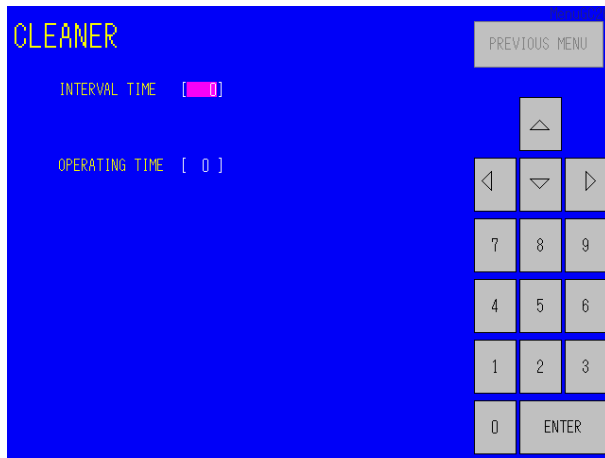 CLEANER
PREVIOUS MENU
INTERVAL TIME [ 0]
OPERATING TIME [ 0 ]
7 8 9
4 5 6
1 2 3
0 ENTER